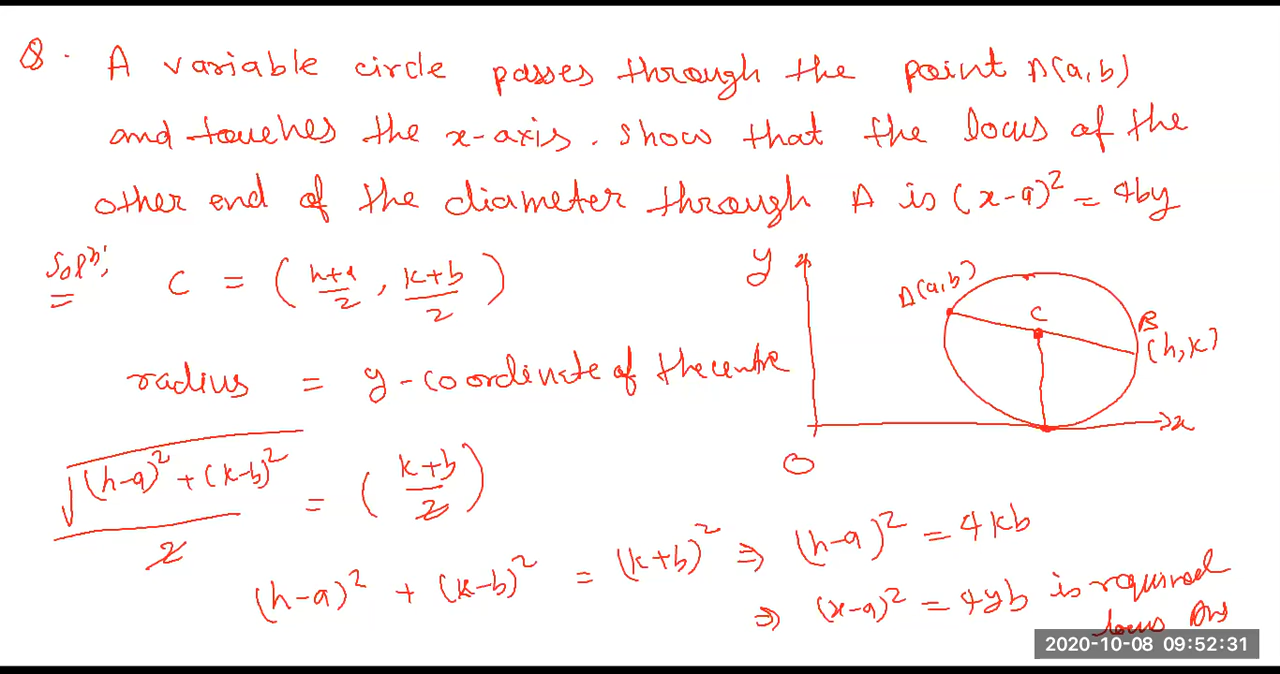 Q. A variable circle passes through the point A(a,b)
and touches the x-axis. show that the locus of the
other end of the diameter through A is (x-a)² = 4by
Solⁿ:
=
C = ( h+a/2 , k+b/2 )
y
A(a,b)
C
B
(h,k)
radius = y-coordinate of the centre
x
O
√((h-a)² + (k-b)²)/2 = ( k+b/2 )
(h-a)² + (k-b)² = (k+b)² ⇒ (h-a)² = 4kb
⇒ (x-a)² = 4yb is required
locus Ans
2020-10-08 09:52:31